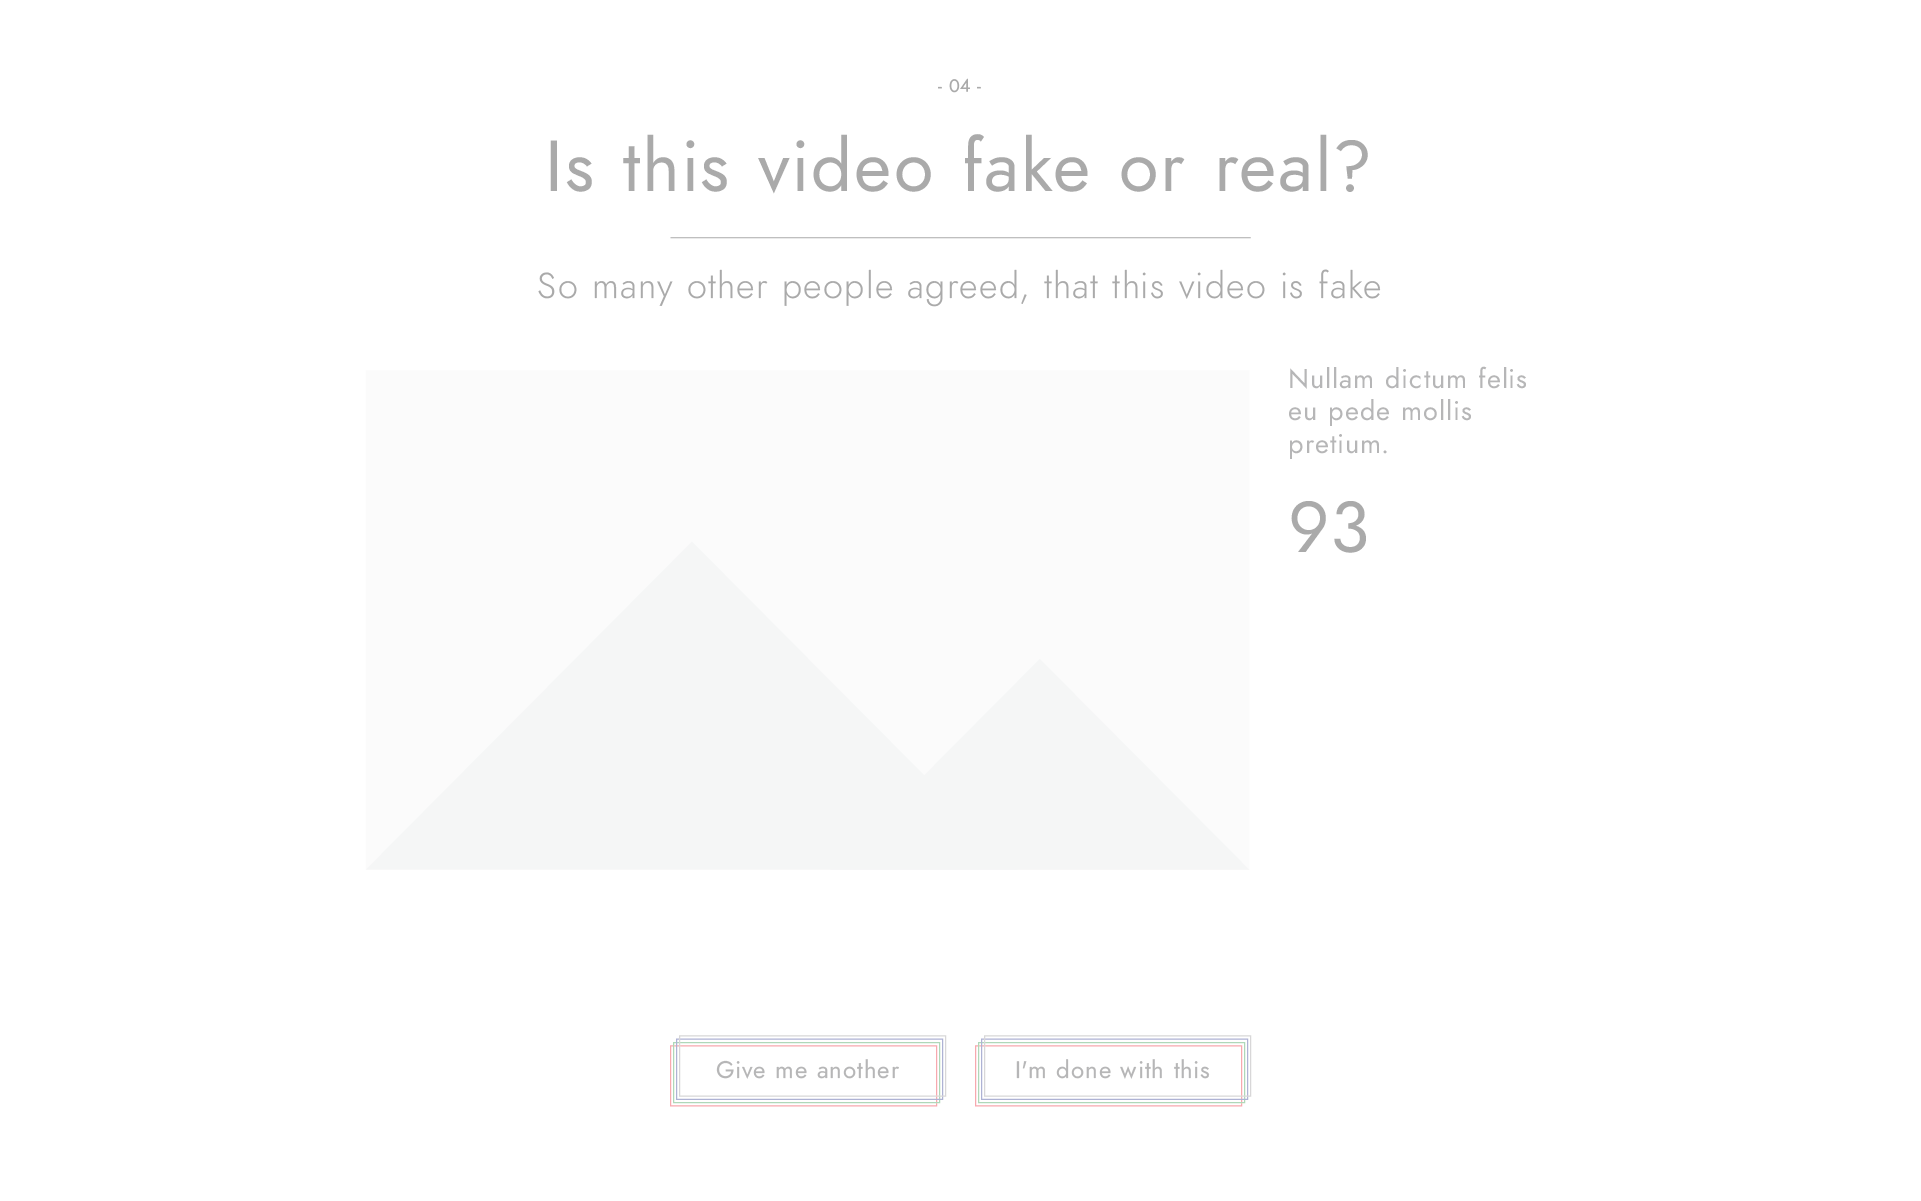 - 04 -
Is this video fake or real?
So many other people agreed, that this video is fake
Nullam dictum felis
eu pede mollis
pretium.
93
Give me another
I'm done with this